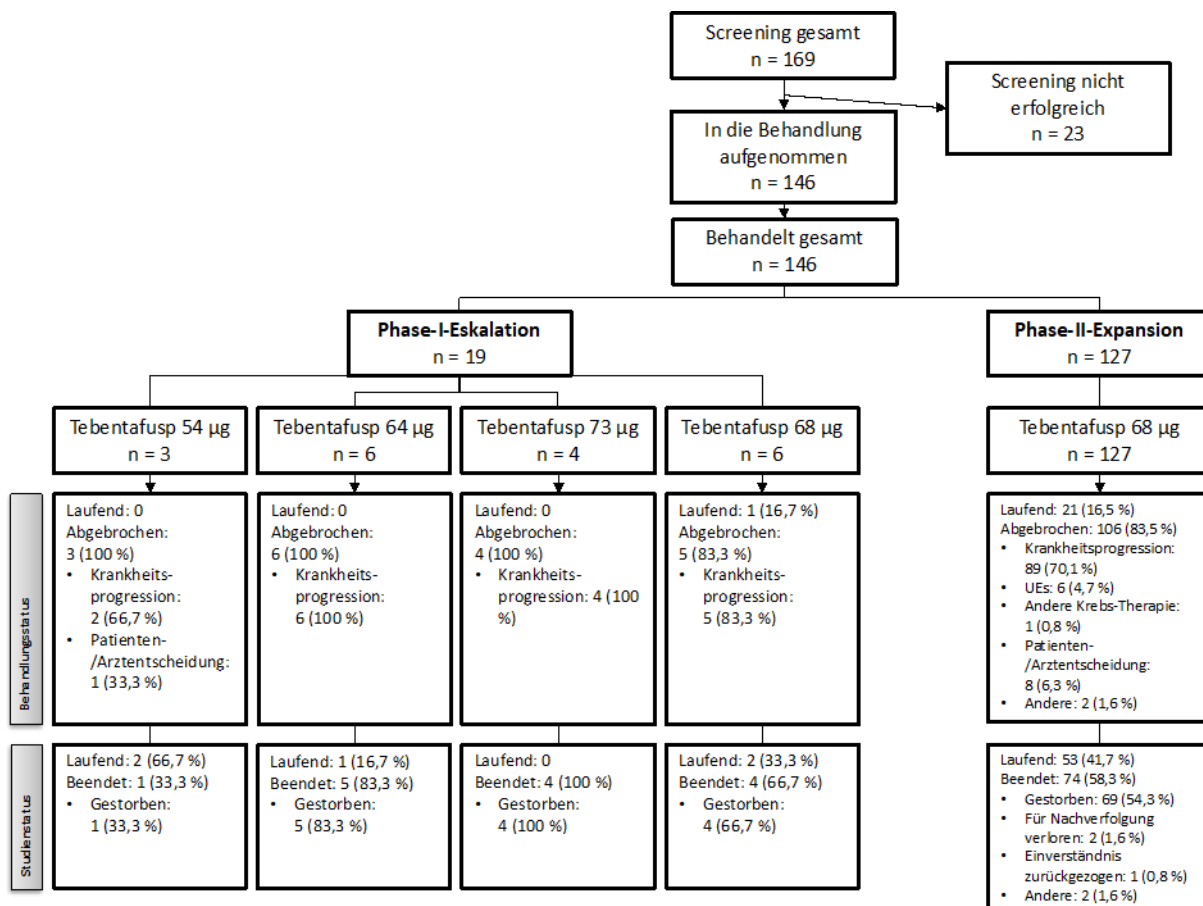 Screening gesamt
n = 169
Screening nicht
erfolgreich
n = 23
In die Behandlung
aufgenommen
n = 146
Behandelt gesamt
n = 146
Phase-I-Eskalation
n = 19
Phase-II-Expansion
n = 127
Tebentafusp 54 µg
n = 3
Tebentafusp 64 µg
n = 6
Tebentafusp 73 µg
n = 4
Tebentafusp 68 µg
n = 6
Tebentafusp 68 µg
n = 127
Behandlungsstatus
Laufend: 0
Abgebrochen:
3 (100 %)
• Krankheits-
progression:
2 (66,7 %)
• Patienten-
/Arztentscheidung:
1 (33,3 %)
Laufend: 0
Abgebrochen:
6 (100 %)
• Krankheits-
progression:
6 (100 %)
Laufend: 0
Abgebrochen:
4 (100 %)
• Krankheits-
progression: 4 (100
%)
Laufend: 1 (16,7 %)
Abgebrochen:
5 (83,3 %)
• Krankheits-
progression:
5 (83,3 %)
Laufend: 21 (16,5 %)
Abgebrochen: 106 (83,5 %)
• Krankheitsprogression:
89 (70,1 %)
• UEs: 6 (4,7 %)
• Andere Krebs-Therapie:
1 (0,8 %)
• Patienten-
/Arztentscheidung:
8 (6,3 %)
• Andere: 2 (1,6 %)
Studienstatus
Laufend: 2 (66,7 %)
Beendet: 1 (33,3 %)
• Gestorben:
1 (33,3 %)
Laufend: 1 (16,7 %)
Beendet: 5 (83,3 %)
• Gestorben:
5 (83,3 %)
Laufend: 0
Beendet: 4 (100 %)
• Gestorben:
4 (100 %)
Laufend: 2 (33,3 %)
Beendet: 4 (66,7 %)
• Gestorben:
4 (66,7 %)
Laufend: 53 (41,7 %)
Beendet: 74 (58,3 %)
• Gestorben: 69 (54,3 %)
• Für Nachverfolgung
verloren: 2 (1,6 %)
• Einverständnis
zurückgezogen: 1 (0,8 %)
• Andere: 2 (1,6 %)